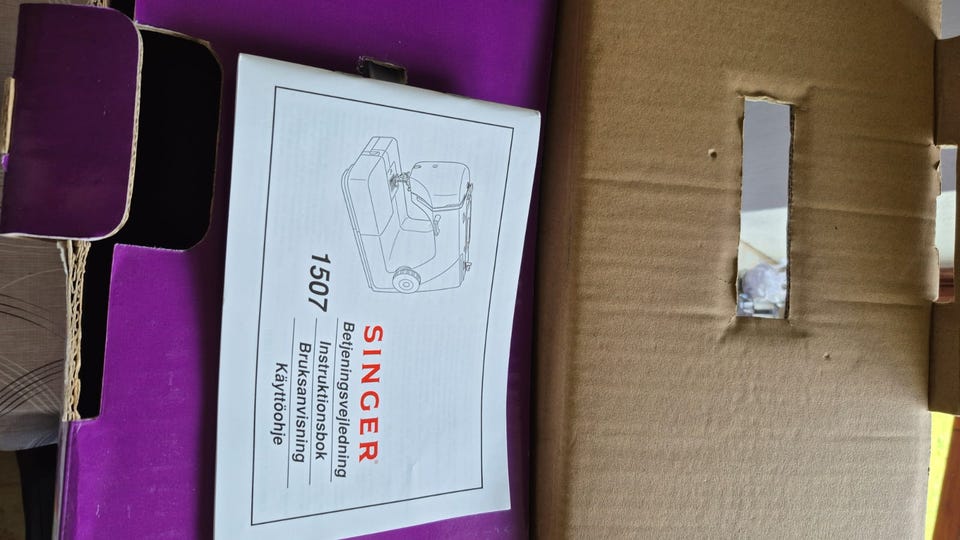 1507
SINGER
Betjeningsvejledning
Instruktionsbok
Bruksanvisning
Käyttöohje